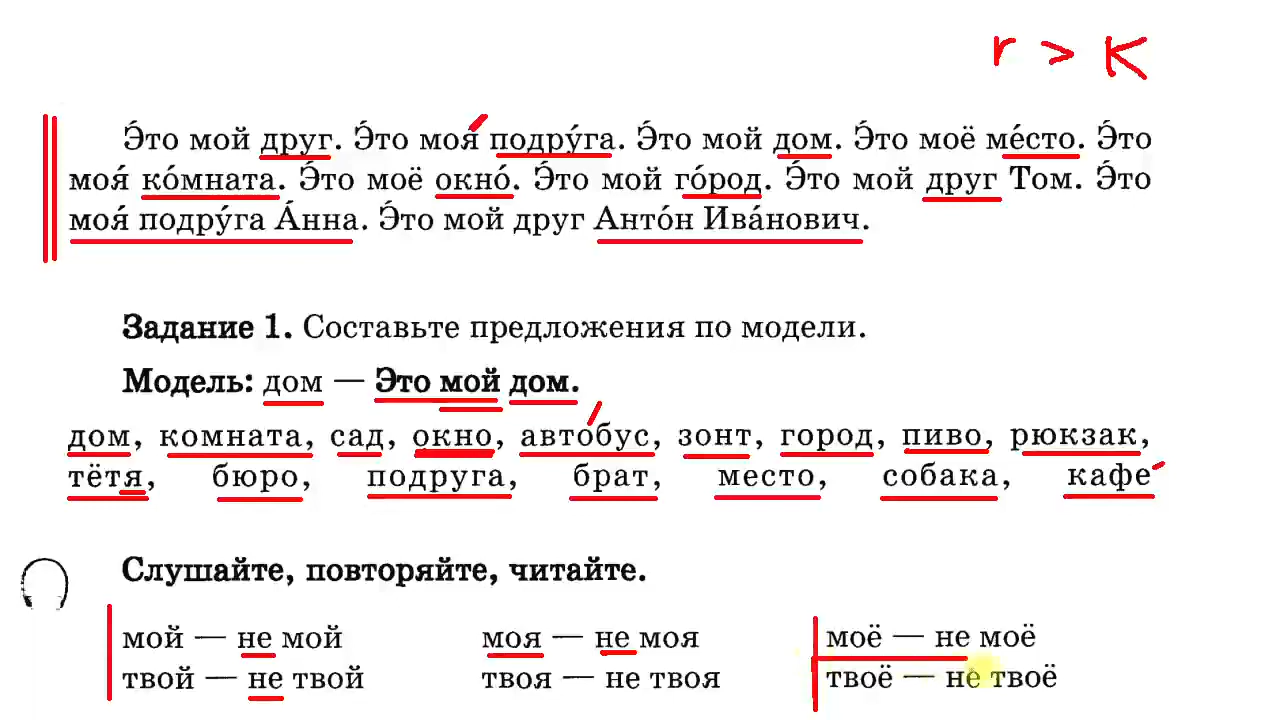 г > К
Э́то мой друг. Э́то моя́ подру́га. Э́то мой дом. Э́то моё ме́сто. Э́то
моя́ ко́мната. Э́то моё окно́. Э́то мой го́род. Э́то мой друг Том. Э́то
моя́ подру́га А́нна. Э́то мой друг Анто́н Ива́нович.
Задание 1. Составьте предложения по модели.
Модель: дом — Это мой дом.
дом, комната, сад, окно, авто́бус, зонт, город, пиво, рюкзак,
тётя, бюро, подруга, брат, место, собака, кафе́
Слушайте, повторяйте, читайте.
мой — не мой моя — не моя моё — не моё
твой — не твой твоя — не твоя твоё — не твоё